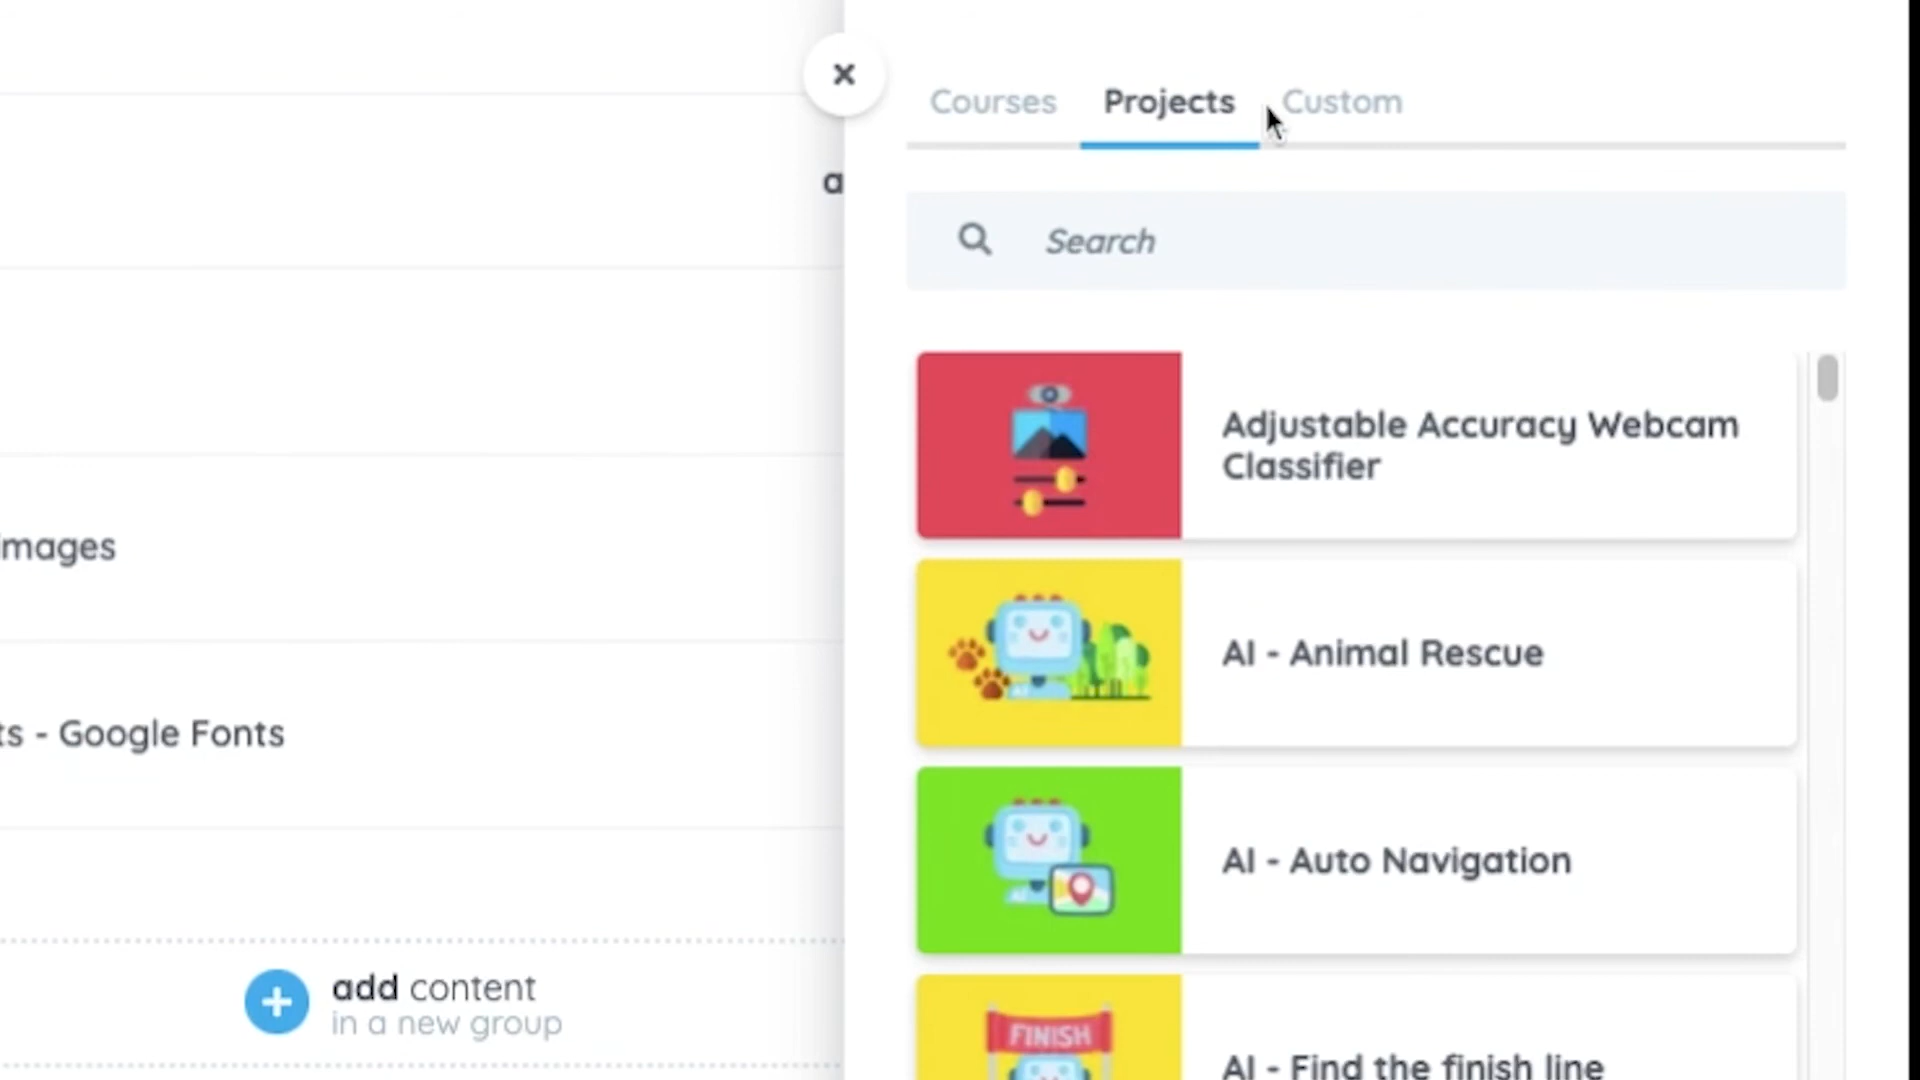 Courses Projects Custom
a
Search
Adjustable Accuracy Webcam
Classifier
Images
AI - Animal Rescue
ts - Google Fonts
AI - Auto Navigation
add content
in a new group
FINISH
AI - Find the finish line